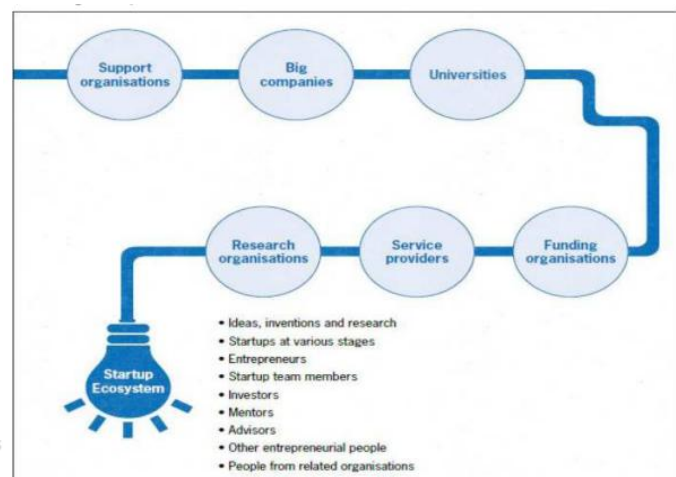 Support
organisations
Big
companies
Universities
Research
organisations
Service
providers
Funding
organisations
Startup
Ecosystem
• Ideas, inventions and research
• Startups at various stages
• Entrepreneurs
• Startup team members
• Investors
• Mentors
• Advisors
• Other entrepreneurial people
• People from related organisations